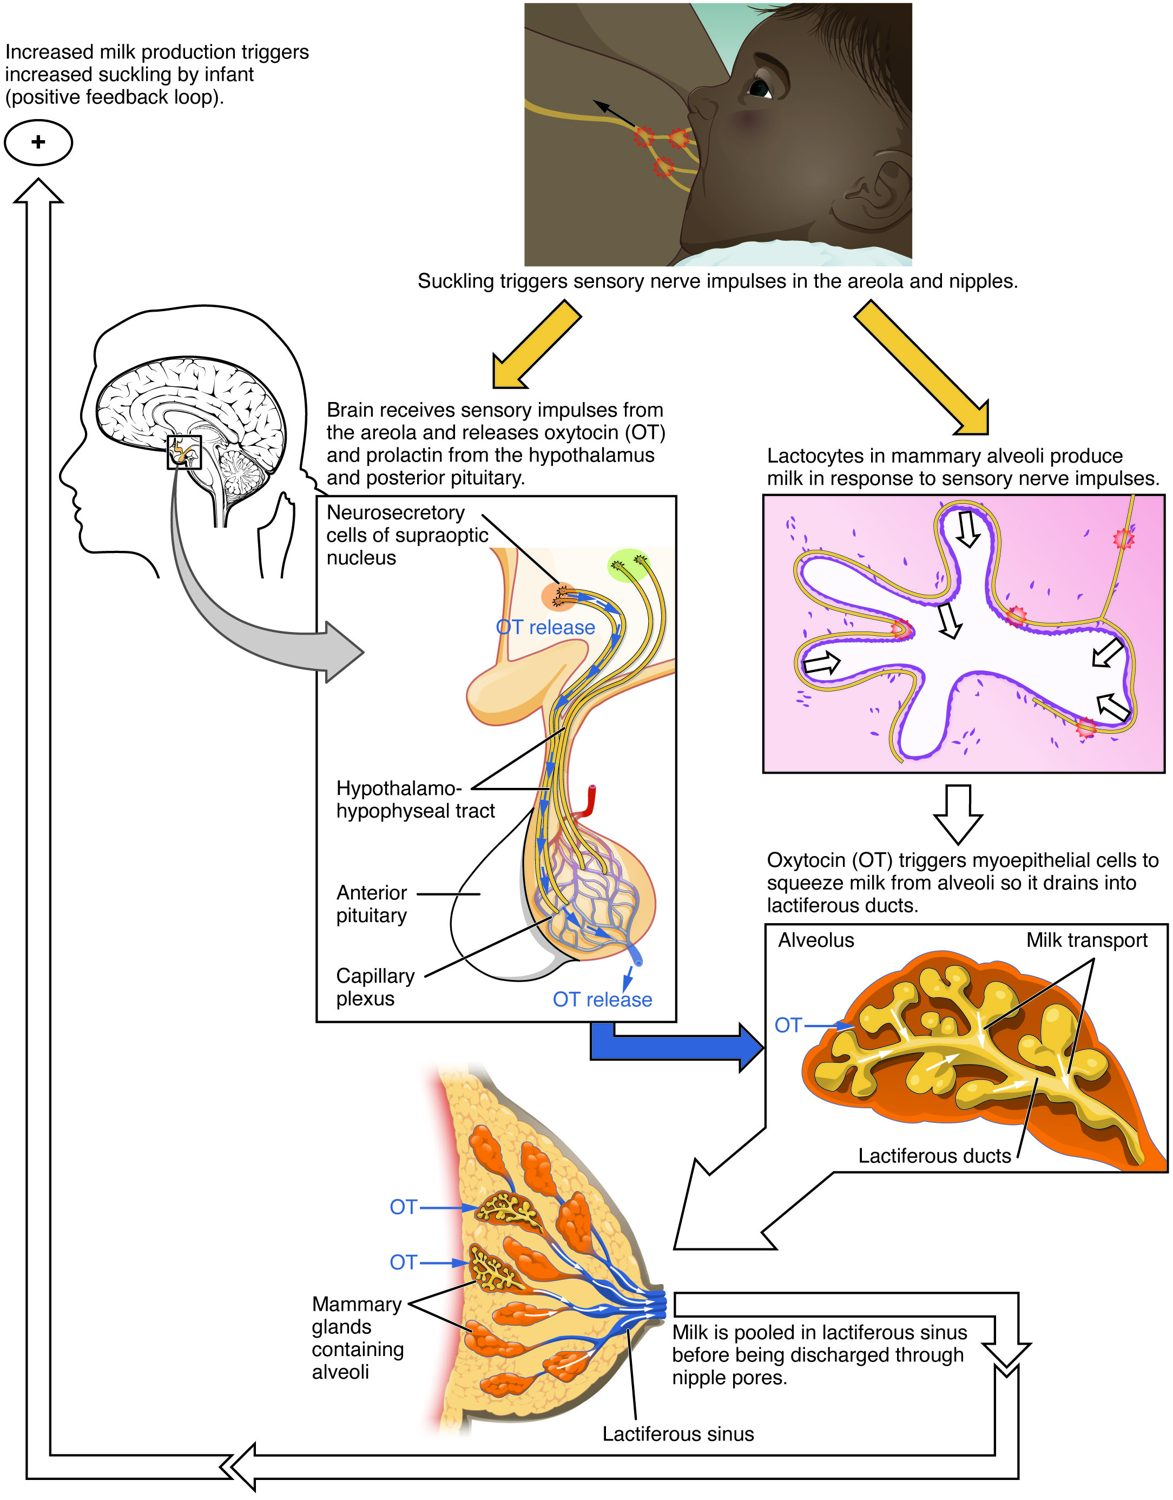 Increased milk production triggers
increased suckling by infant
(positive feedback loop).
+
Suckling triggers sensory nerve impulses in the areola and nipples.
Brain receives sensory impulses from
the areola and releases oxytocin (OT)
and prolactin from the hypothalamus
and posterior pituitary.
Neurosecretory
cells of supraoptic
nucleus
OT release
Hypothalamo-
hypophyseal tract
Anterior
pituitary
Capillary
plexus
OT release
Lactocytes in mammary alveoli produce
milk in response to sensory nerve impulses.
Oxytocin (OT) triggers myoepithelial cells to
squeeze milk from alveoli so it drains into
lactiferous ducts.
Alveolus
Milk transport
OT
Lactiferous ducts
OT
OT
Mammary
glands
containing
alveoli
Milk is pooled in lactiferous sinus
before being discharged through
nipple pores.
Lactiferous sinus